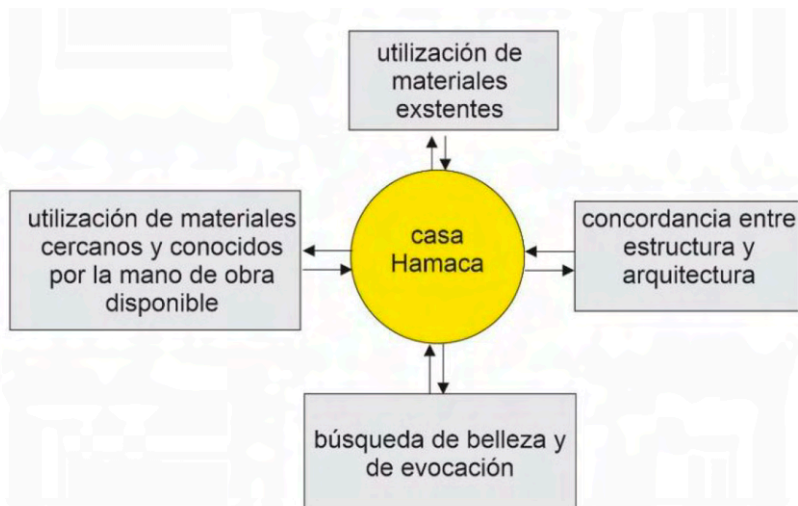 utilización de
materiales
exstentes
utilización de materiales
cercanos y conocidos
por la mano de obra
disponible
casa
Hamaca
concordancia entre
estructura y
arquitectura
búsqueda de belleza y
de evocación